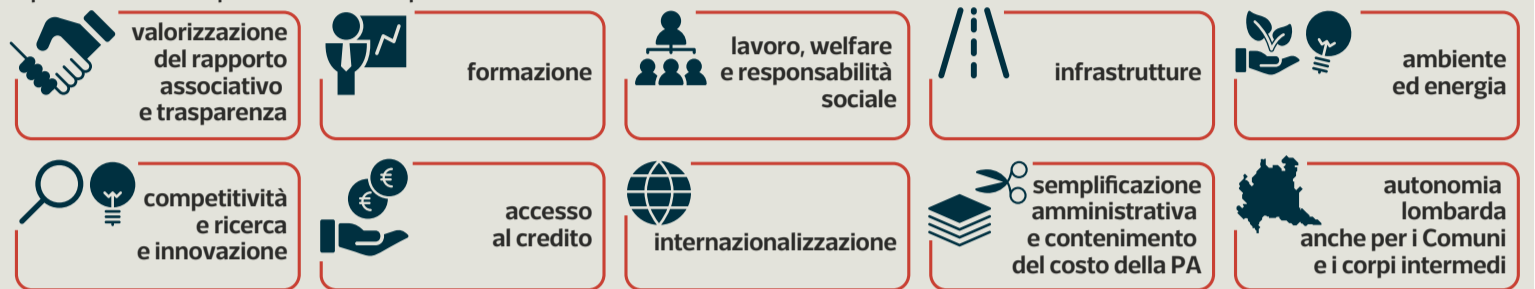 valorizzazione
del rapporto
associativo
e trasparenza
formazione
lavoro, welfare
e responsabilità
sociale
infrastrutture
ambiente
ed energia
competitività
e ricerca
e innovazione
accesso
al credito
internazionalizzazione
semplificazione
amministrativa
e contenimento
del costo della PA
autonomia
lombarda
anche per i Comuni
e i corpi intermedi